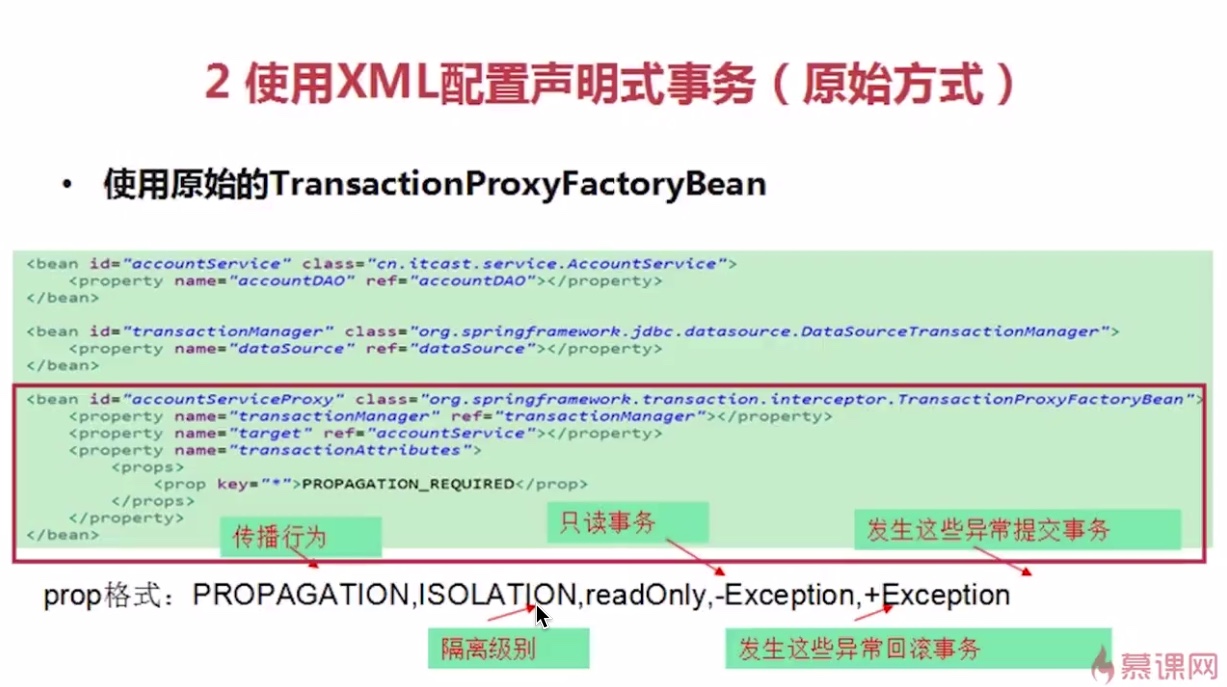 2 使用XML配置声明式事务（原始方式）
• 使用原始的TransactionProxyFactoryBean
<bean id="accountService" class="cn.itcast.service.AccountService">
<property name="accountDAO" ref="accountDAO"></property>
</bean>
<bean id="transactionManager" class="org.springframework.jdbc.datasource.DataSourceTransactionManager">
<property name="dataSource" ref="dataSource"></property>
</bean>
<bean id="accountServiceProxy" class="org.springframework.transaction.interceptor.TransactionProxyFactoryBean">
<property name="transactionManager" ref="transactionManager"></property>
<property name="target" ref="accountService"></property>
<property name="transactionAttributes">
<props>
<prop key="*">PROPAGATION_REQUIRED</prop>
</props>
</property>
</bean>
传播行为
只读事务
发生这些异常提交事务
prop格式：PROPAGATION,ISOLATION,readOnly,-Exception,+Exception
隔离级别
发生这些异常回滚事务
慕课网